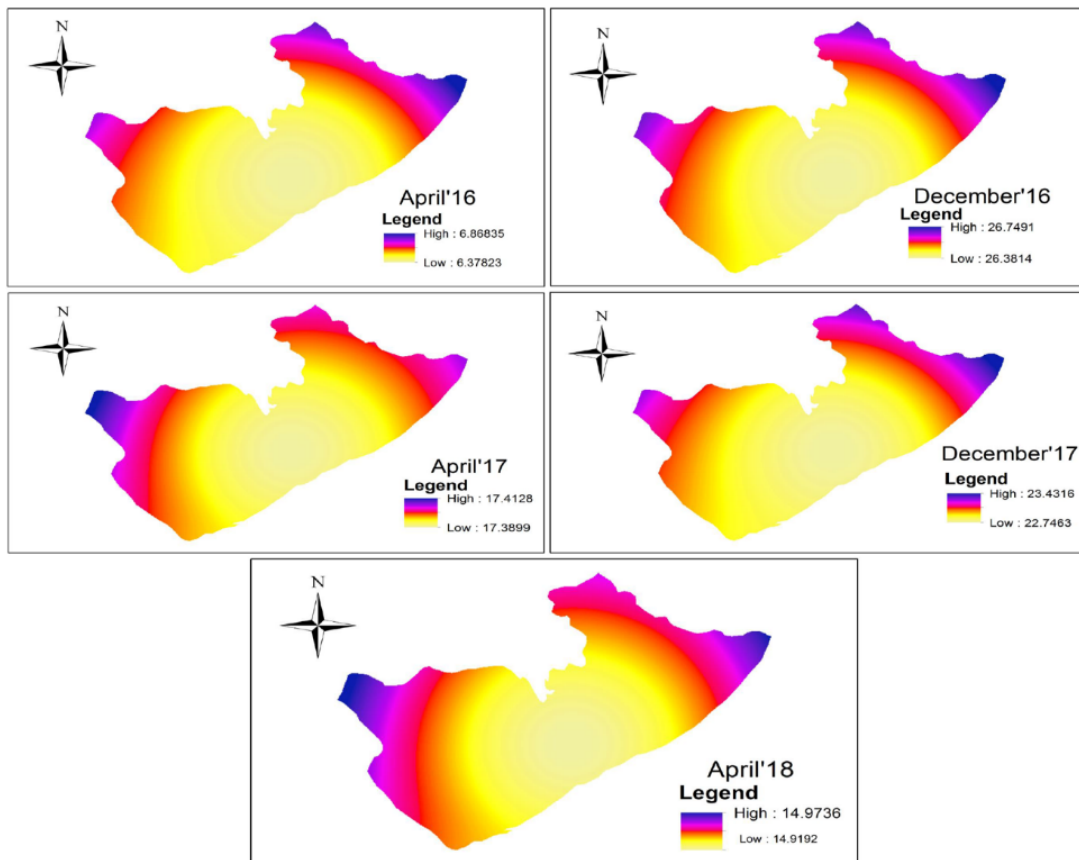 N
April'16
Legend
High : 6.86835
Low : 6.37823
N
December'16
Legend
High : 26.7491
Low : 26.3814
N
April'17
Legend
High : 17.4128
Low : 17.3899
N
December'17
Legend
High : 23.4316
Low : 22.7463
N
April'18
Legend
High : 14.9736
Low : 14.9192